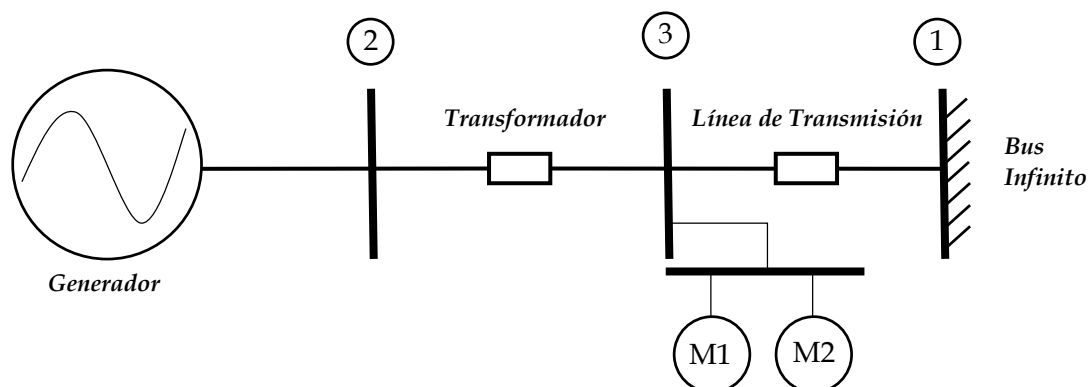 2
3
1
Transformador
Línea de Transmisión
Bus
Infinito
Generador
M1
M2